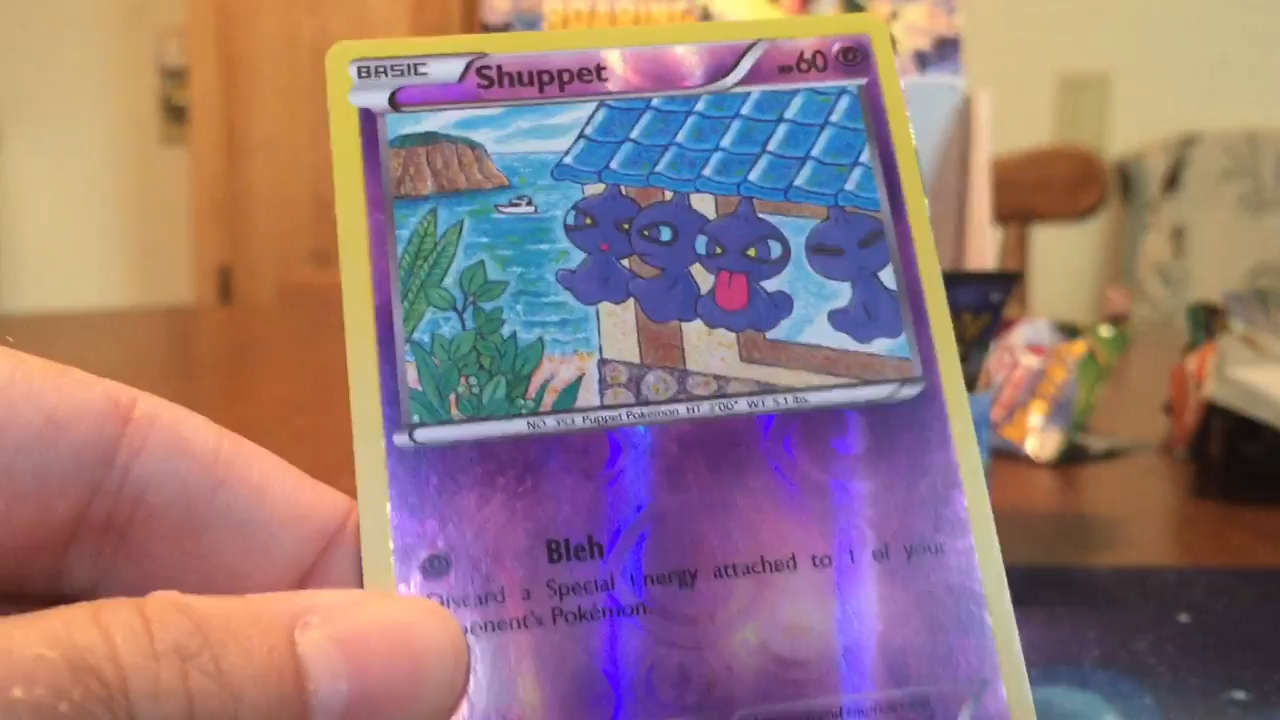 BASIC Shuppet HP60
NO. 353 Puppet Pokémon HT 2'00" WT 5.1 lbs.
Bleh
Discard a Special Energy attached to 1 of your
ponent's Pokémon.